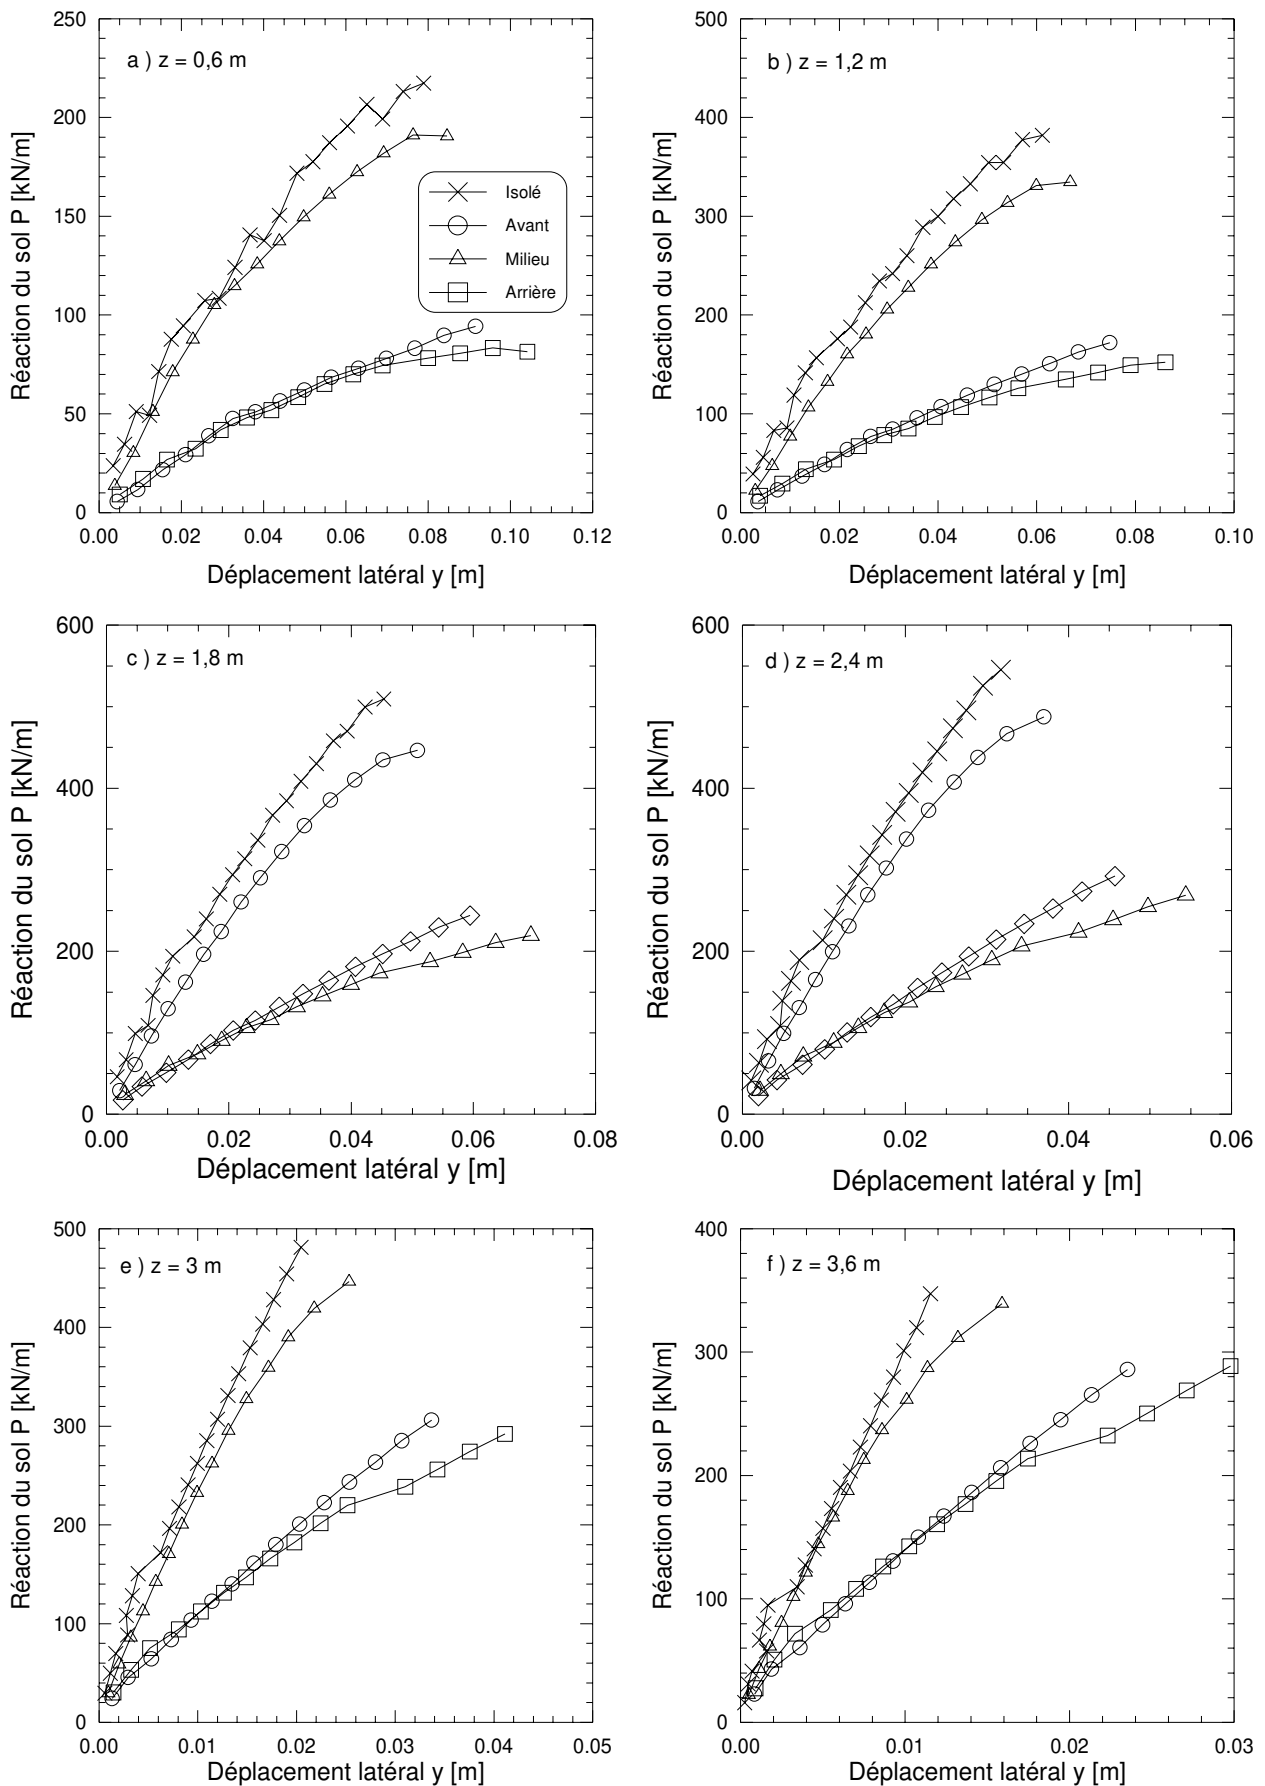 250
200
150
100
50
0
Réaction du sol P [kN/m]
a ) z = 0,6 m
Isolé
Avant
Milieu
Arrière
0.00 0.02 0.04 0.06 0.08 0.10 0.12
Déplacement latéral y [m]
500
400
300
200
100
0
Réaction du sol P [kN/m]
b ) z = 1,2 m
0.00 0.02 0.04 0.06 0.08 0.10
Déplacement latéral y [m]
600
400
200
0
Réaction du sol P [kN/m]
c ) z = 1,8 m
0.00 0.02 0.04 0.06 0.08
Déplacement latéral y [m]
600
400
200
0
Réaction du sol P [kN/m]
d ) z = 2,4 m
0.00 0.02 0.04 0.06
Déplacement latéral y [m]
500
400
300
200
100
0
Réaction du sol P [kN/m]
e ) z = 3 m
0.00 0.01 0.02 0.03 0.04 0.05
Déplacement latéral y [m]
400
300
200
100
0
Réaction du sol P [kN/m]
f ) z = 3,6 m
0.00 0.01 0.02 0.03
Déplacement latéral y [m]